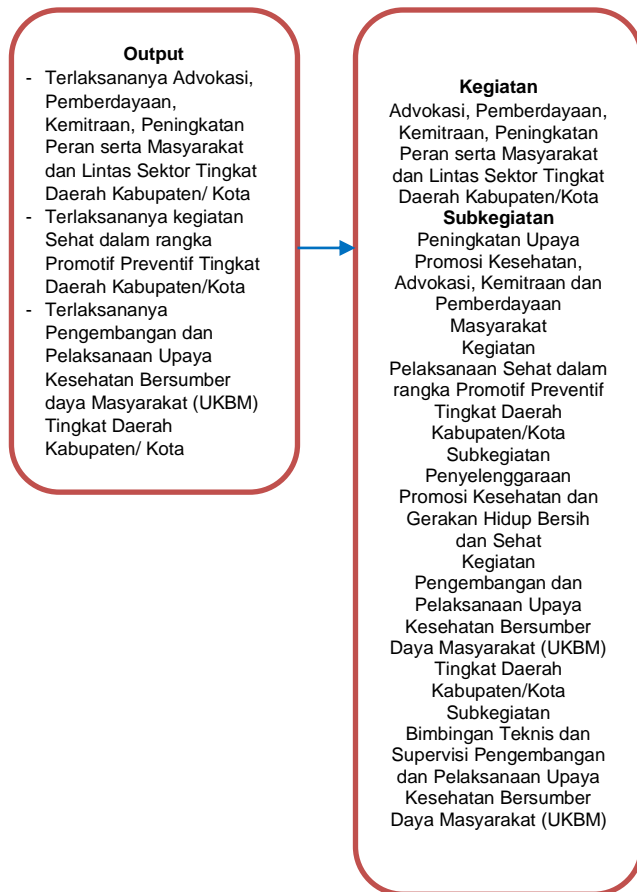 Output
- Terlaksananya Advokasi,
Pemberdayaan,
Kemitraan, Peningkatan
Peran serta Masyarakat
dan Lintas Sektor Tingkat
Daerah Kabupaten/ Kota
- Terlaksananya kegiatan
Sehat dalam rangka
Promotif Preventif Tingkat
Daerah Kabupaten/Kota
- Terlaksananya
Pengembangan dan
Pelaksanaan Upaya
Kesehatan Bersumber
daya Masyarakat (UKBM)
Tingkat Daerah
Kabupaten/ Kota
Kegiatan
Advokasi, Pemberdayaan,
Kemitraan, Peningkatan
Peran serta Masyarakat
dan Lintas Sektor Tingkat
Daerah Kabupaten/Kota
Subkegiatan
Peningkatan Upaya
Promosi Kesehatan,
Advokasi, Kemitraan dan
Pemberdayaan
Masyarakat
Kegiatan
Pelaksanaan Sehat dalam
rangka Promotif Preventif
Tingkat Daerah
Kabupaten/Kota
Subkegiatan
Penyelenggaraan
Promosi Kesehatan dan
Gerakan Hidup Bersih
dan Sehat
Kegiatan
Pengembangan dan
Pelaksanaan Upaya
Kesehatan Bersumber
Daya Masyarakat (UKBM)
Tingkat Daerah
Kabupaten/Kota
Subkegiatan
Bimbingan Teknis dan
Supervisi Pengembangan
dan Pelaksanaan Upaya
Kesehatan Bersumber
Daya Masyarakat (UKBM)